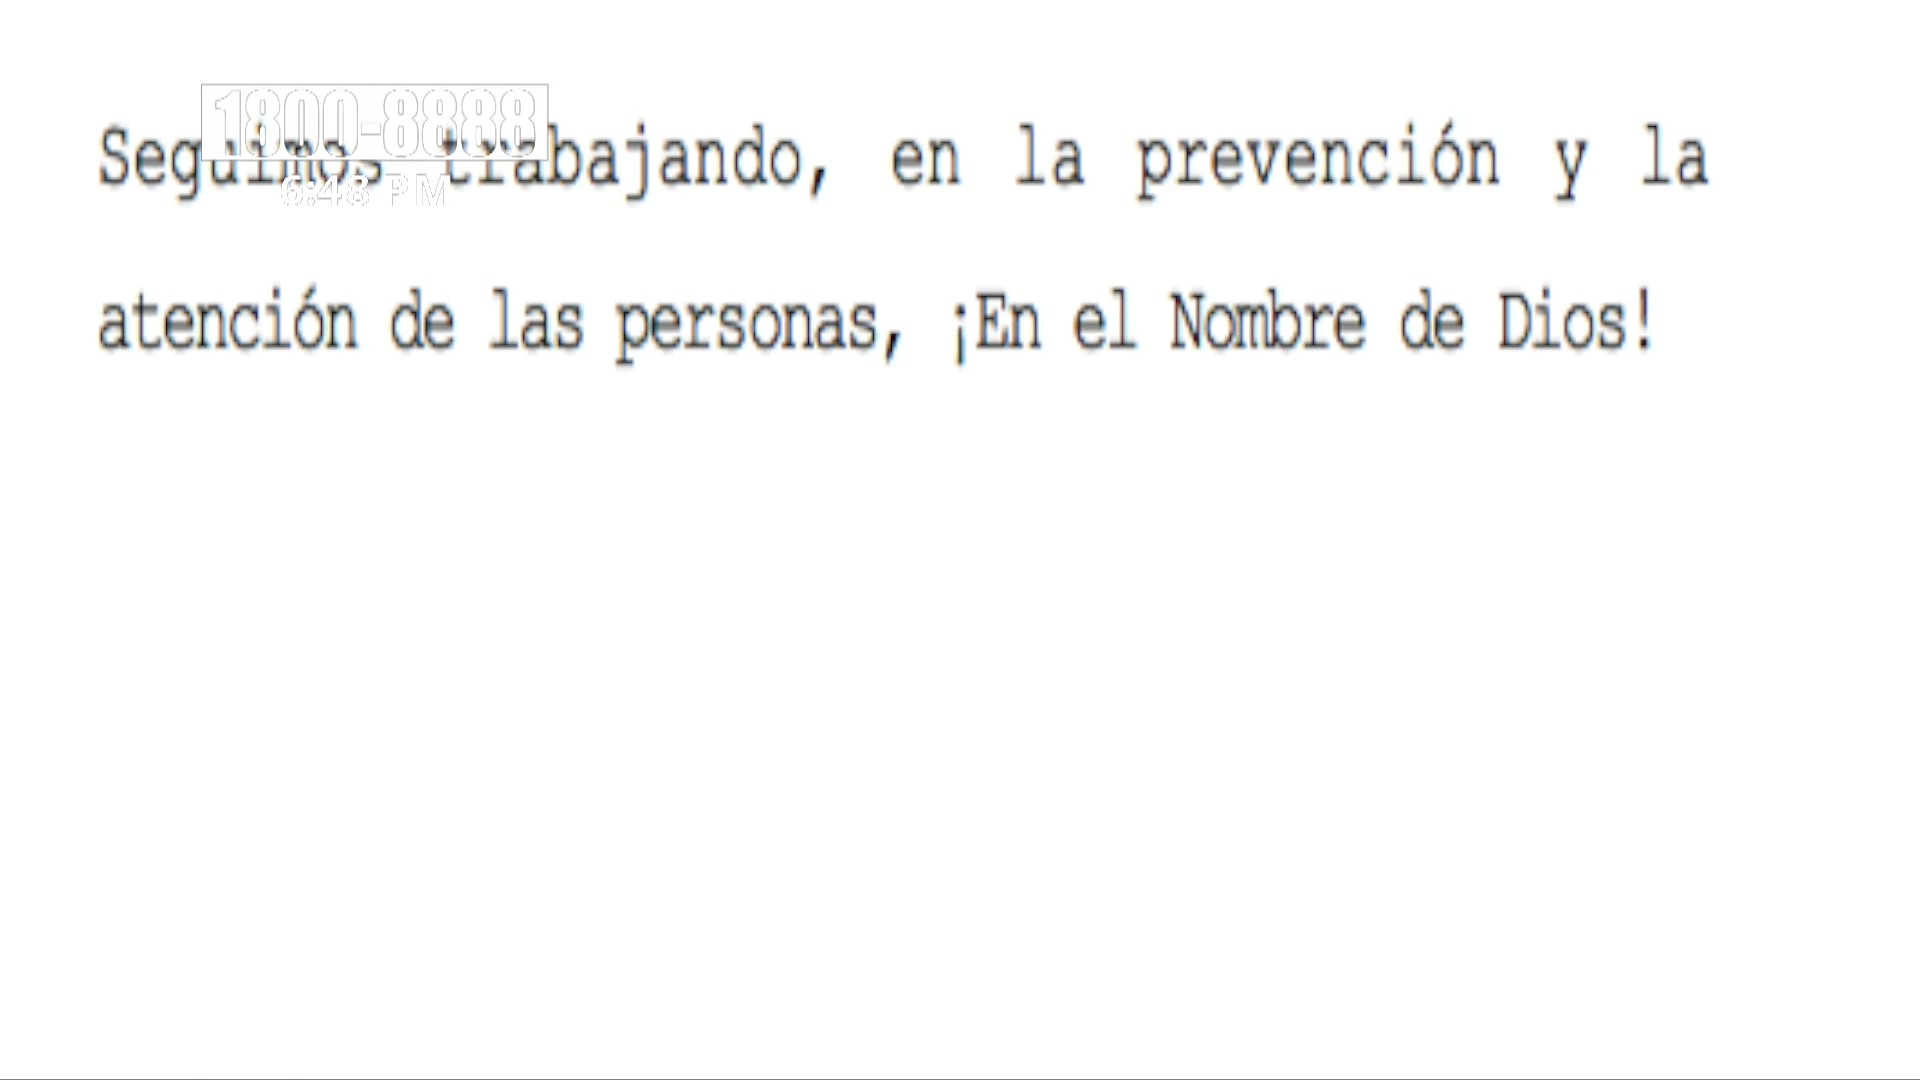 1800-8888
Seguimos trabajando, en la prevención y la
6:48 PM
atención de las personas, ¡En el Nombre de Dios!